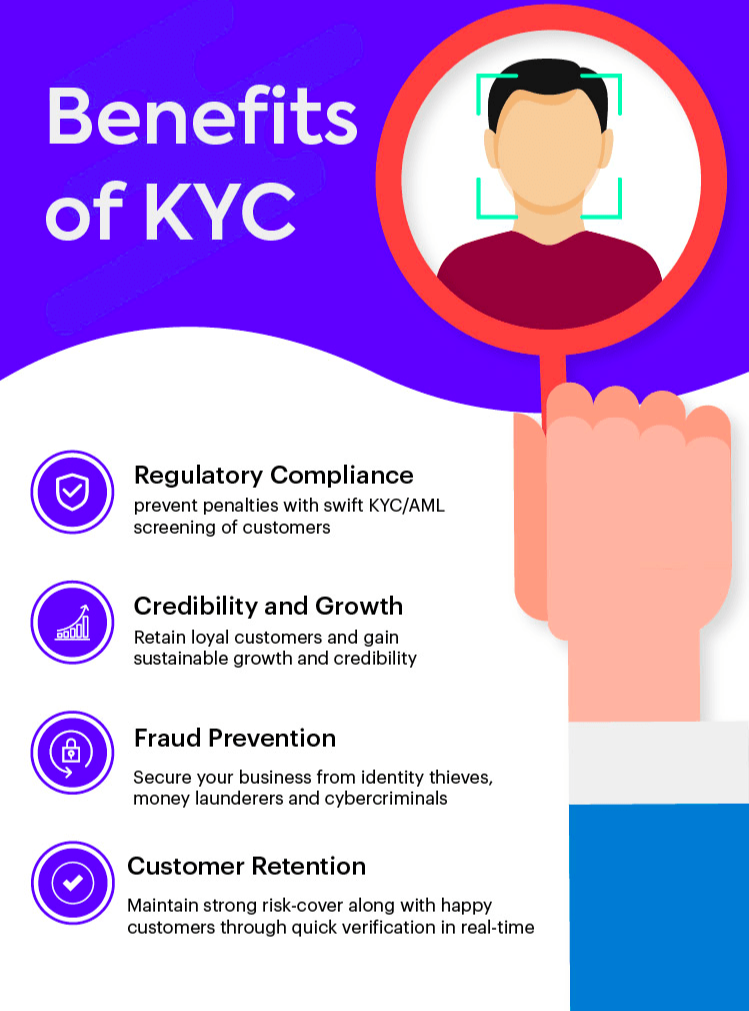 Benefits
of KYC
Regulatory Compliance
prevent penalties with swift KYC/AML
screening of customers
Credibility and Growth
Retain loyal customers and gain
sustainable growth and credibility
Fraud Prevention
Secure your business from identity thieves,
money launderers and cybercriminals
Customer Retention
Maintain strong risk-cover along with happy
customers through quick verification in real-time